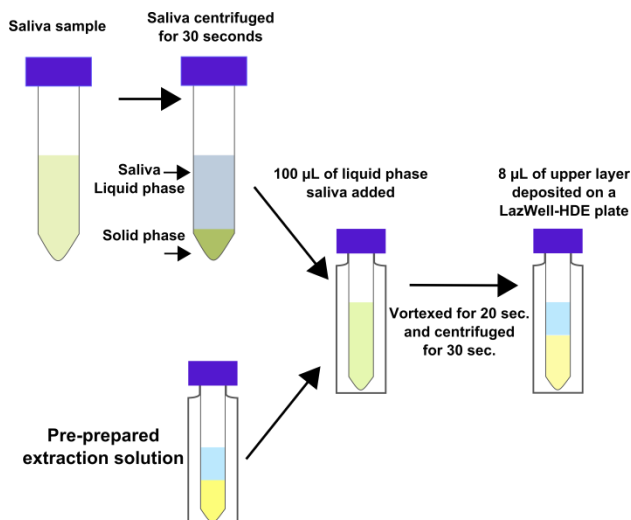 Saliva sample
Saliva centrifuged
for 30 seconds
Saliva
Liquid phase
Solid phase
100 µL of liquid phase
saliva added
8 µL of upper layer
deposited on a
LazWell-HDE plate
Vortexed for 20 sec.
and centrifuged
for 30 sec.
Pre-prepared
extraction solution